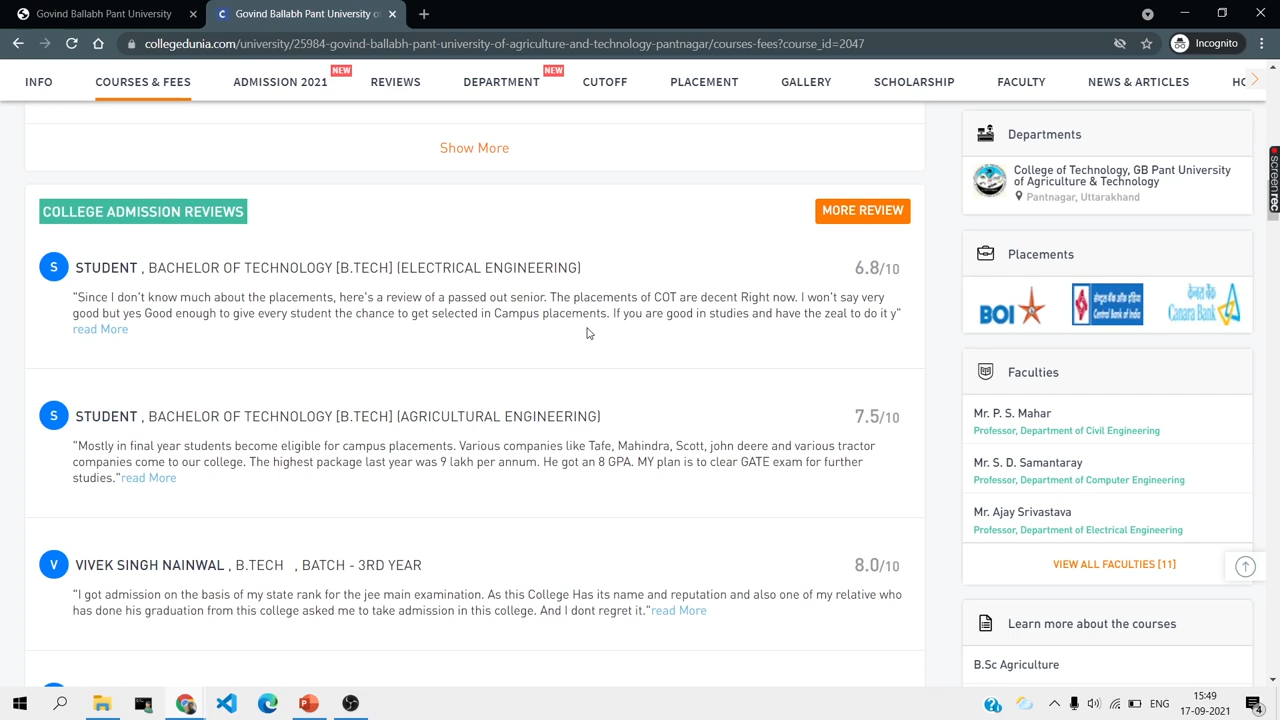 Govind Ballabh Pant University
Govind Ballabh Pant University of
collegedunia.com/university/25984-govind-ballabh-pant-university-of-agriculture-and-technology-pantnagar/courses-fees?course_id=2047
Incognito
INFO
COURSES & FEES
ADMISSION 2021
NEW
REVIEWS
DEPARTMENT
NEW
CUTOFF
PLACEMENT
GALLERY
SCHOLARSHIP
FACULTY
NEWS & ARTICLES
HO
Show More
COLLEGE ADMISSION REVIEWS
MORE REVIEW
S
STUDENT , BACHELOR OF TECHNOLOGY [B.TECH] (ELECTRICAL ENGINEERING)
6.8/10
"Since I don't know much about the placements, here's a review of a passed out senior. The placements of COT are decent Right now. I won't say very
good but yes Good enough to give every student the chance to get selected in Campus placements. If you are good in studies and have the zeal to do it y"
read More
S
STUDENT , BACHELOR OF TECHNOLOGY [B.TECH] (AGRICULTURAL ENGINEERING)
7.5/10
"Mostly in final year students become eligible for campus placements. Various companies like Tafe, Mahindra, Scott, john deere and various tractor
companies come to our college. The highest package last year was 9 lakh per annum. He got an 8 GPA. MY plan is to clear GATE exam for further
studies."read More
V
VIVEK SINGH NAINWAL , B.TECH , BATCH - 3RD YEAR
8.0/10
"I got admission on the basis of my state rank for the jee main examination. As this College Has its name and reputation and also one of my relative who
has done his graduation from this college asked me to take admission in this college. And I dont regret it."read More
Departments
College of Technology, GB Pant University
of Agriculture & Technology
Pantnagar, Uttarakhand
Placements
BOI
सेन्ट्रल बैंक ऑफ इंडिया
Central Bank of India
केनरा बैंक
Canara Bank
Faculties
Mr. P. S. Mahar
Professor, Department of Civil Engineering
Mr. S. D. Samantaray
Professor, Department of Computer Engineering
Mr. Ajay Srivastava
Professor, Department of Electrical Engineering
VIEW ALL FACULTIES [11]
Learn more about the courses
B.Sc Agriculture
screenrec
ENG
15:49
17-09-2021
4